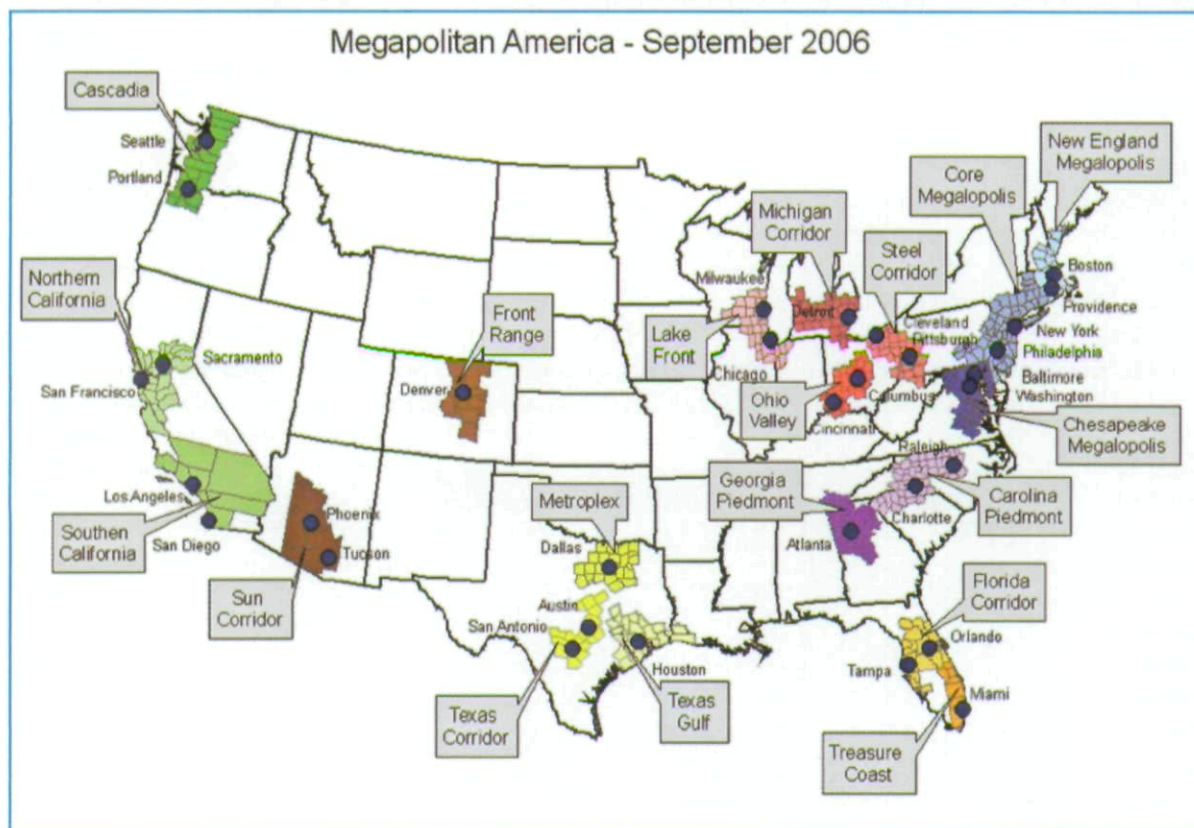 Megapolitan America - September 2006
Cascadia
Seattle
Portland
New England
Megalopolis
Core
Megalopolis
Michigan
Corridor
Steel
Corridor
Northern
California
Front
Range
Milwaukee
Boston
Providence
Lake
Front
Detroit
Cleveland
Pittsburgh
New York
Philadelphia
Sacramento
San Francisco
Denver
Chicago
Ohio
Valley
Calumbus
Cincinnati
Baltimore
Washington
Chesapeake
Megalopolis
Raleigh
Georgia
Piedmont
Carolina
Piedmont
Charlotte
Atlanta
Los Angeles
San Diego
Southen
California
Phoenix
Tucson
Sun
Corridor
Metroplex
Dallas
Austin
San Antonio
Houston
Texas
Corridor
Texas
Gulf
Florida
Corridor
Orlando
Tampa
Miami
Treasure
Coast